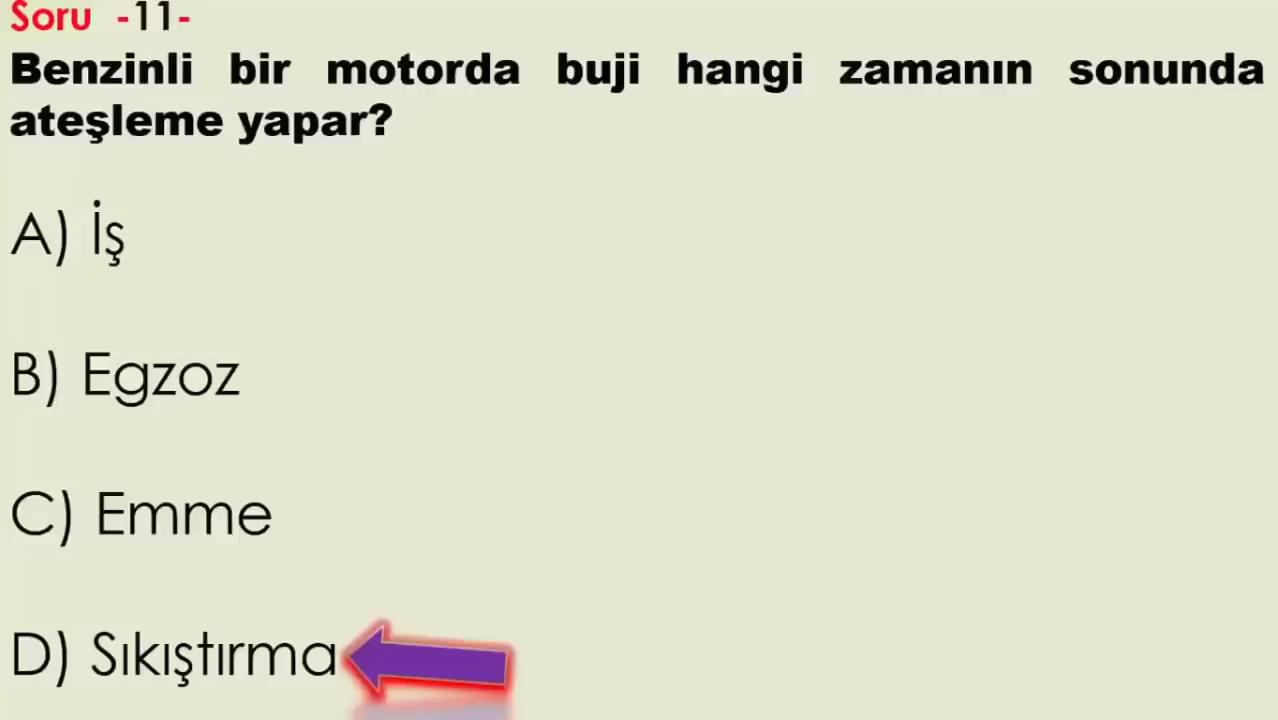 Soru -11-
Benzinli bir motorda buji hangi zamanın sonunda
ateşleme yapar?
A) İş
B) Egzoz
C) Emme
D) Sıkıştırma